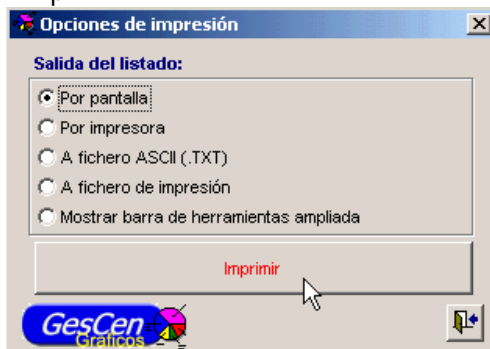 Opciones de impresión
Salida del listado:
Por pantalla
Por impresora
A fichero ASCII (.TXT)
A fichero de impresión
Mostrar barra de herramientas ampliada
Imprimir
GesCen
Gráficos